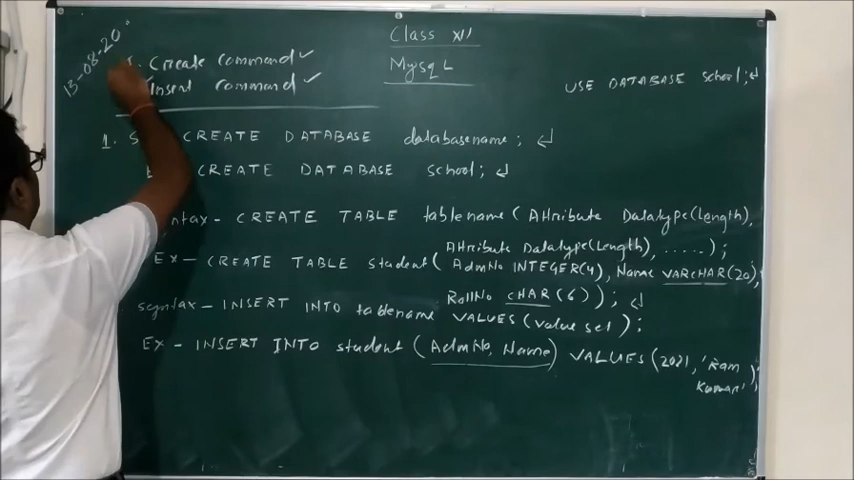 13-08-20
Class XII
MySQL
Create command ✓
Insert command ✓
USE DATABASE school; ↵
1. CREATE DATABASE databasename; ↵
CREATE DATABASE school; ↵
CREATE TABLE tablename (Attribute Datatype(Length),
Attribute Datatype(Length), .....);
EX- CREATE TABLE student( AdmNo INTEGER(4), Name VARCHAR(20),
RollNo CHAR(6)); ↵
syntax - INSERT INTO tablename
VALUES (value set);
EX - INSERT INTO student (AdmNo, Name) VALUES (2021, 'Ram
Kumar');